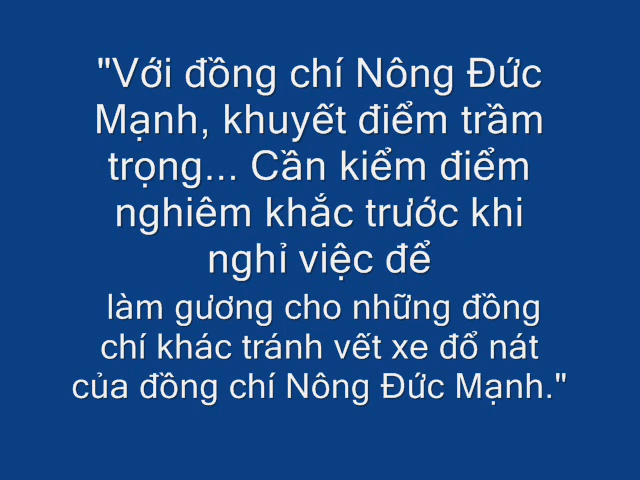 "Với đồng chí Nông Đức
Mạnh, khuyết điểm trầm
trọng... Cần kiểm điểm
nghiêm khắc trước khi
nghỉ việc để
làm gương cho những đồng
chí khác tránh vết xe đổ nát
của đồng chí Nông Đức Mạnh."